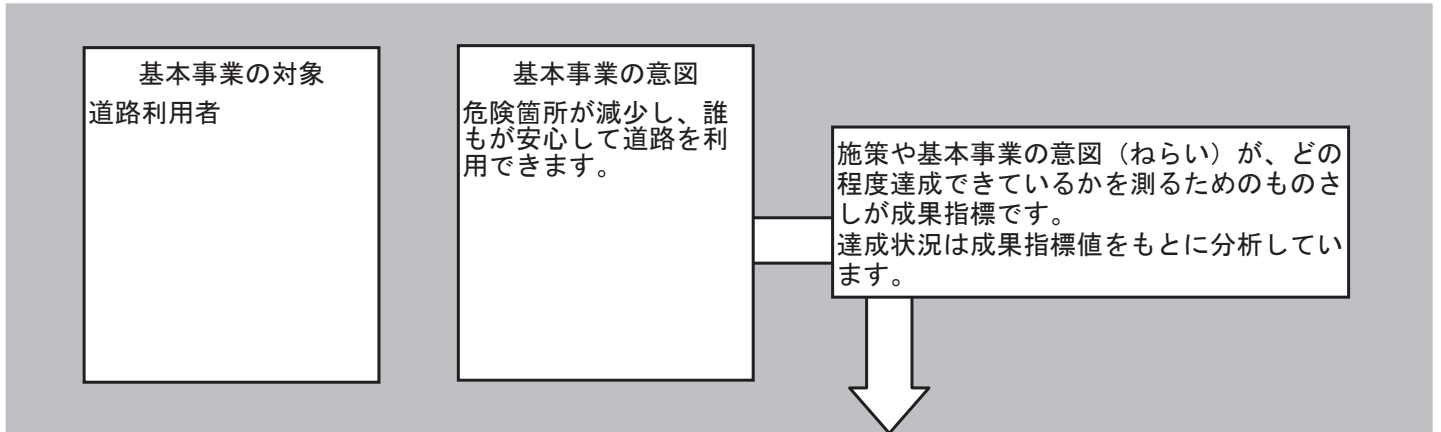 基本事業の対象
道路利用者
基本事業の意図
危険箇所が減少し、誰
もが安心して道路を利
用できます。
施策や基本事業の意図（ねらい）が、どの
程度達成できているかを測るためのものさ
しが成果指標です。
達成状況は成果指標値をもとに分析してい
ます。